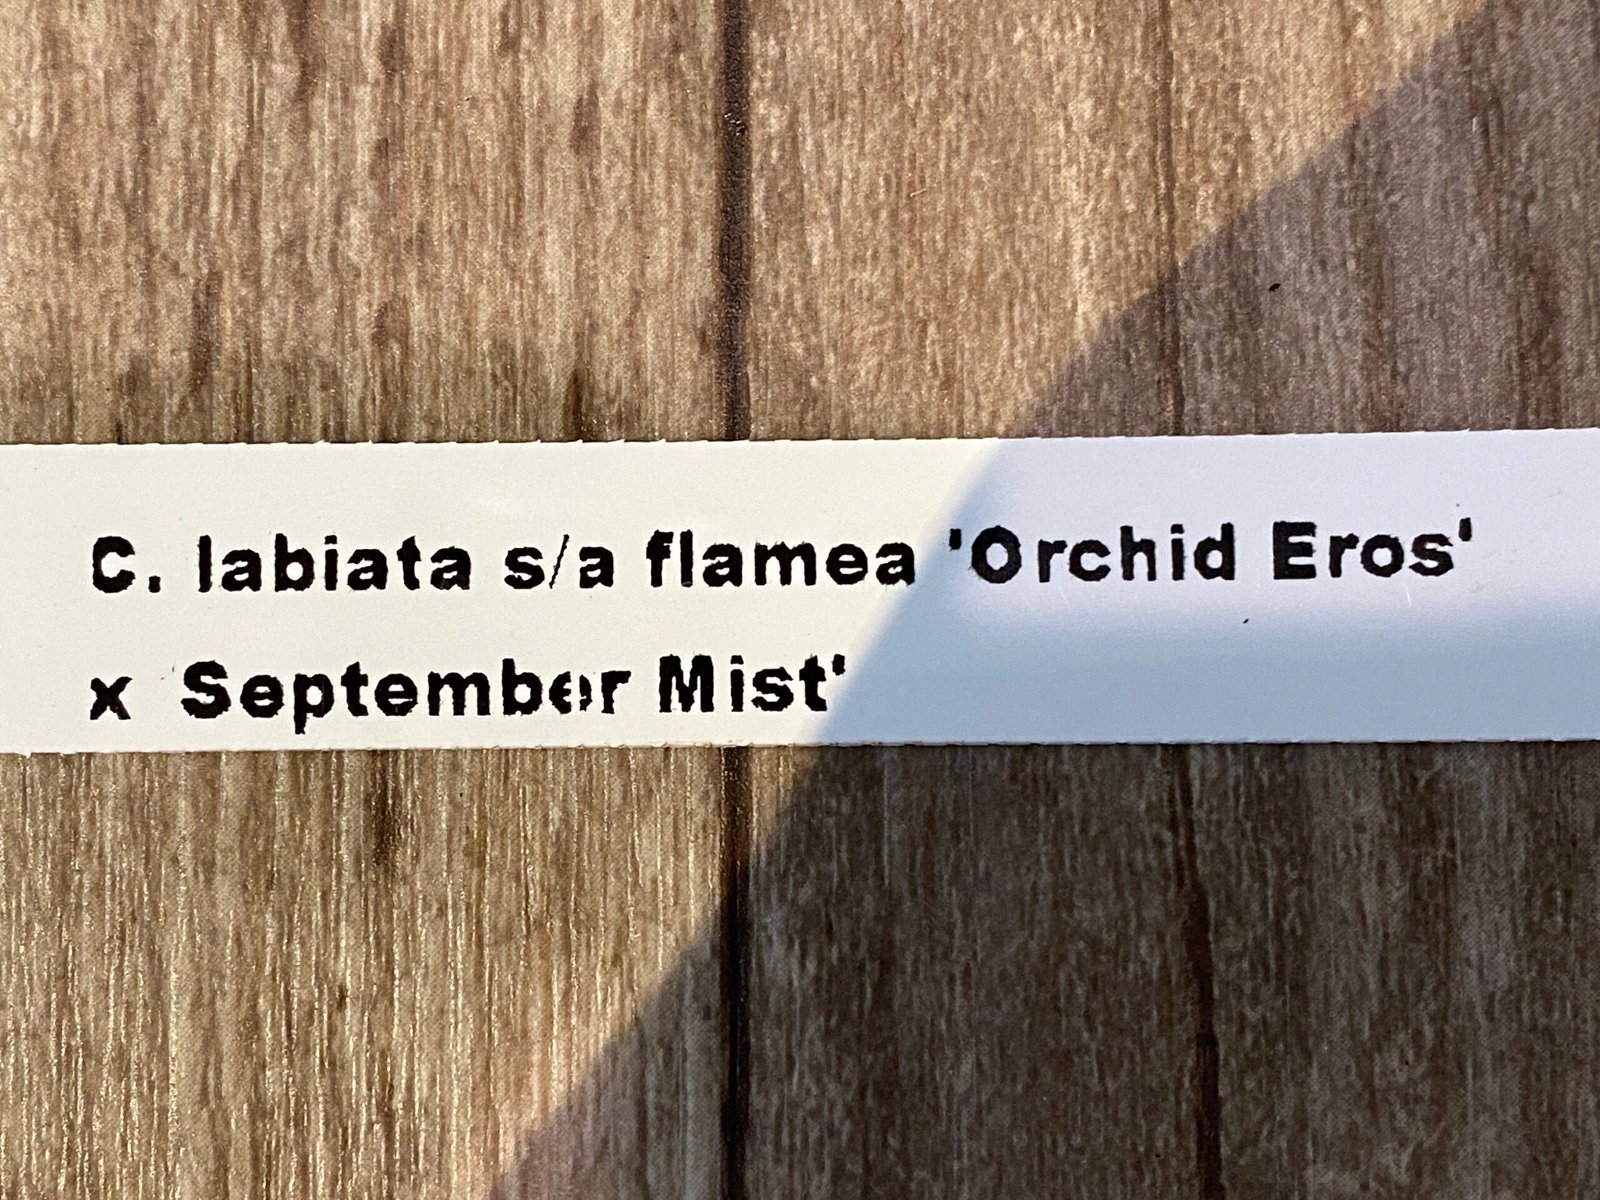 C. labiata s/a flamea 'Orchid Eros'
x September Mist'